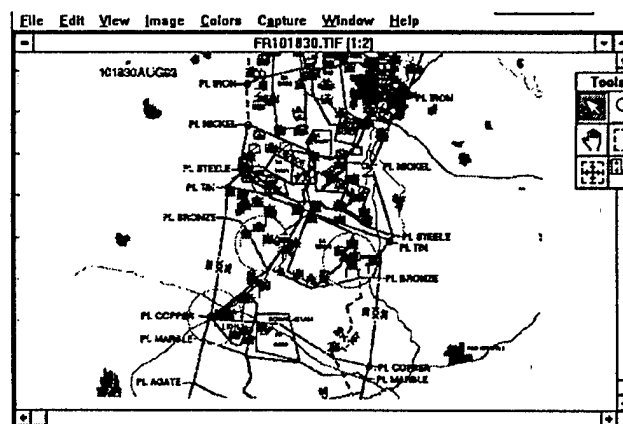 File Edit View Image Colors Capture Window Help
FR101830.TIF [1:2]
101830AUG93
Tools
PL IRON
PL IRON
PL NICKEL
PL NICKEL
PL STEELE
PL TIN
PL BRONZE
PL STEELE
PL TIN
PL BRONZE
PL COPPER
PL MARBLE
PL COPPER
PL MARBLE
PL AGATE